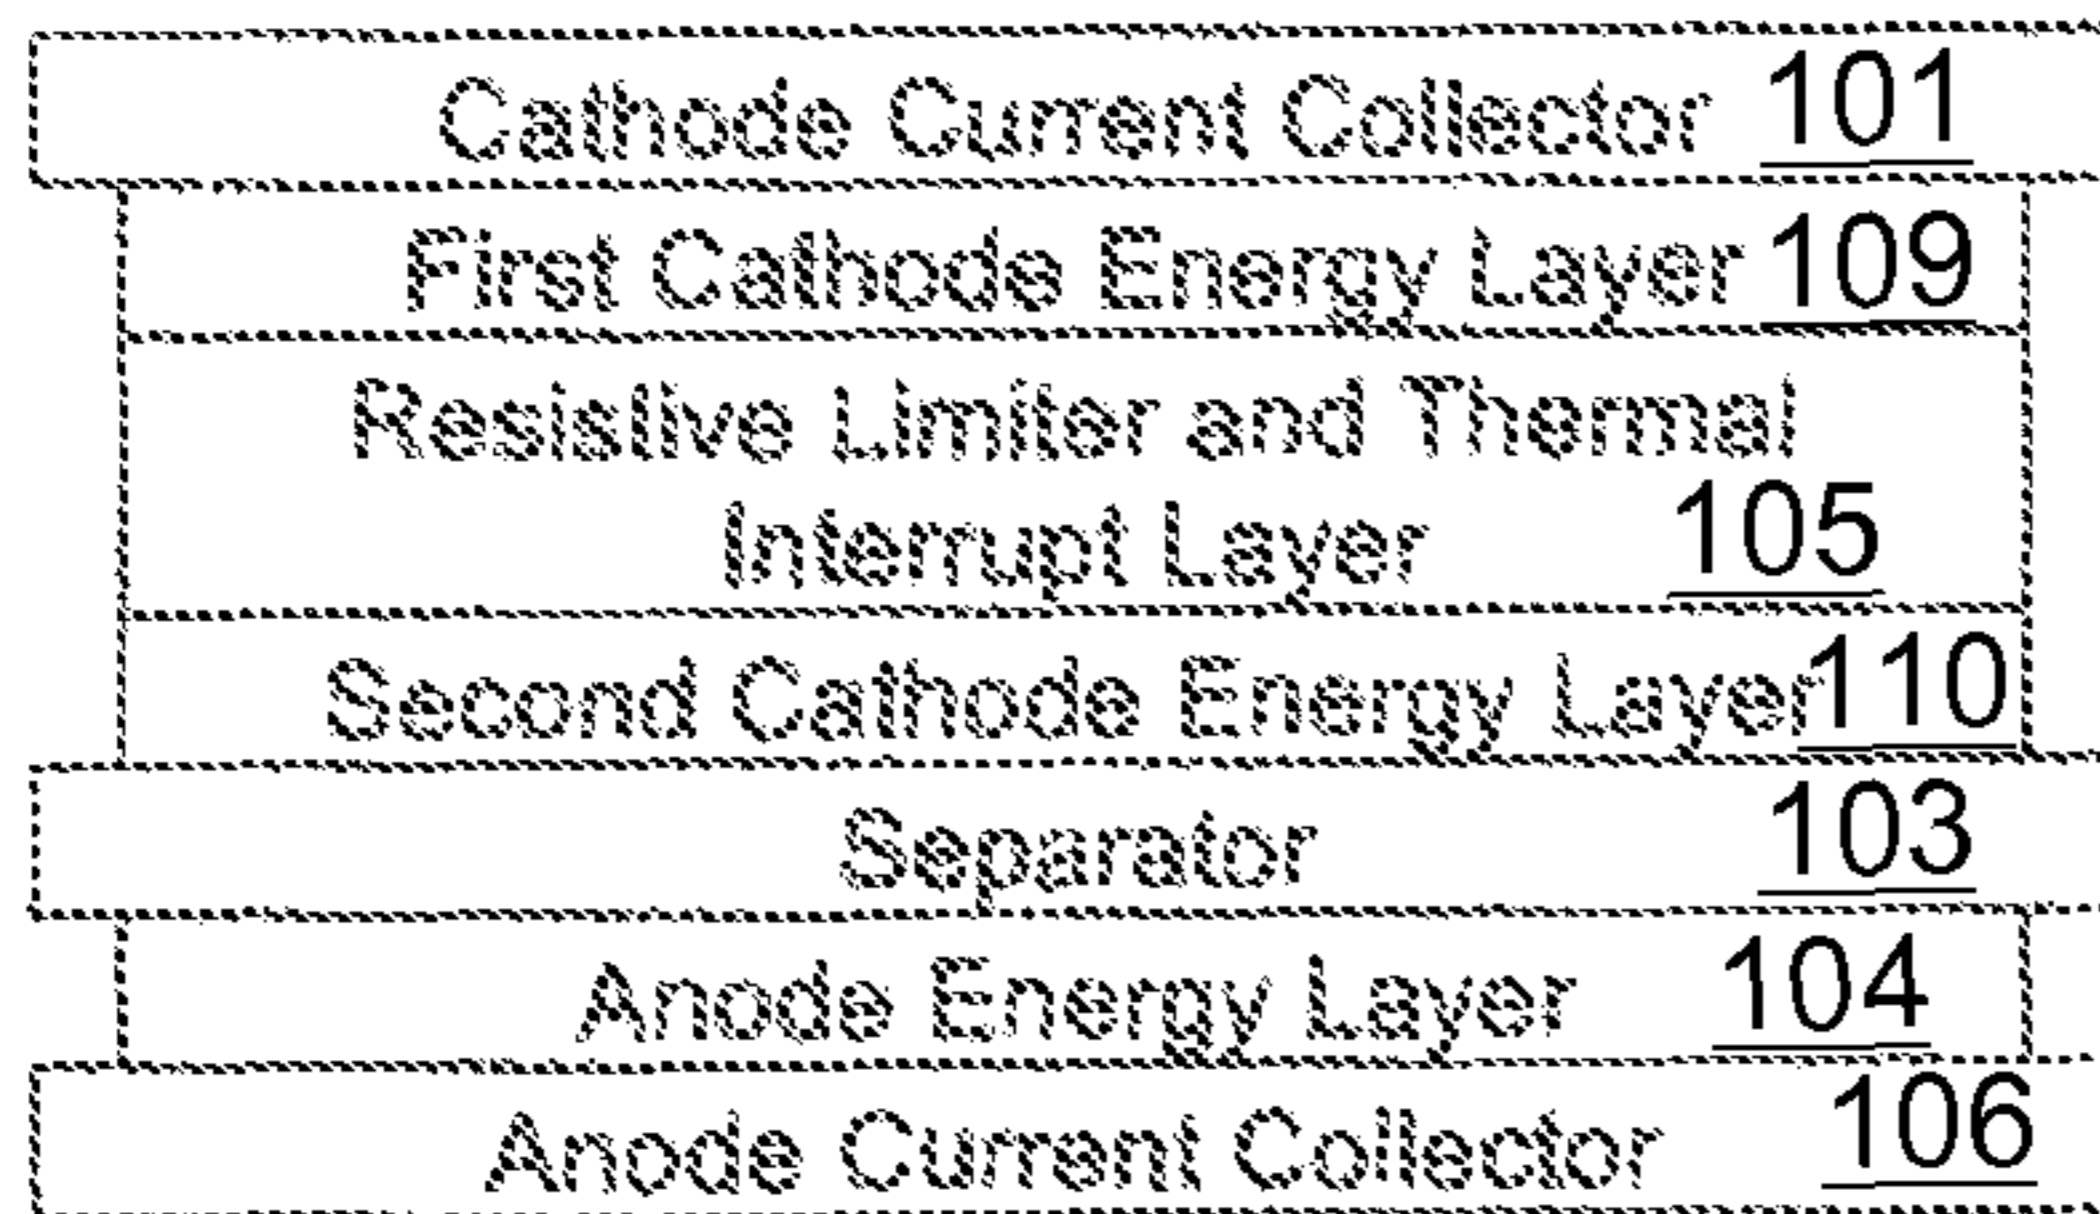 Cathode Current Collector 101
First Cathode Energy Layer 109
Resistive Limiter and Thermal
Interrupt Layer 105
Second Cathode Energy Layer 110
Separator 103
Anode Energy Layer 104
Anode Current Collector 106